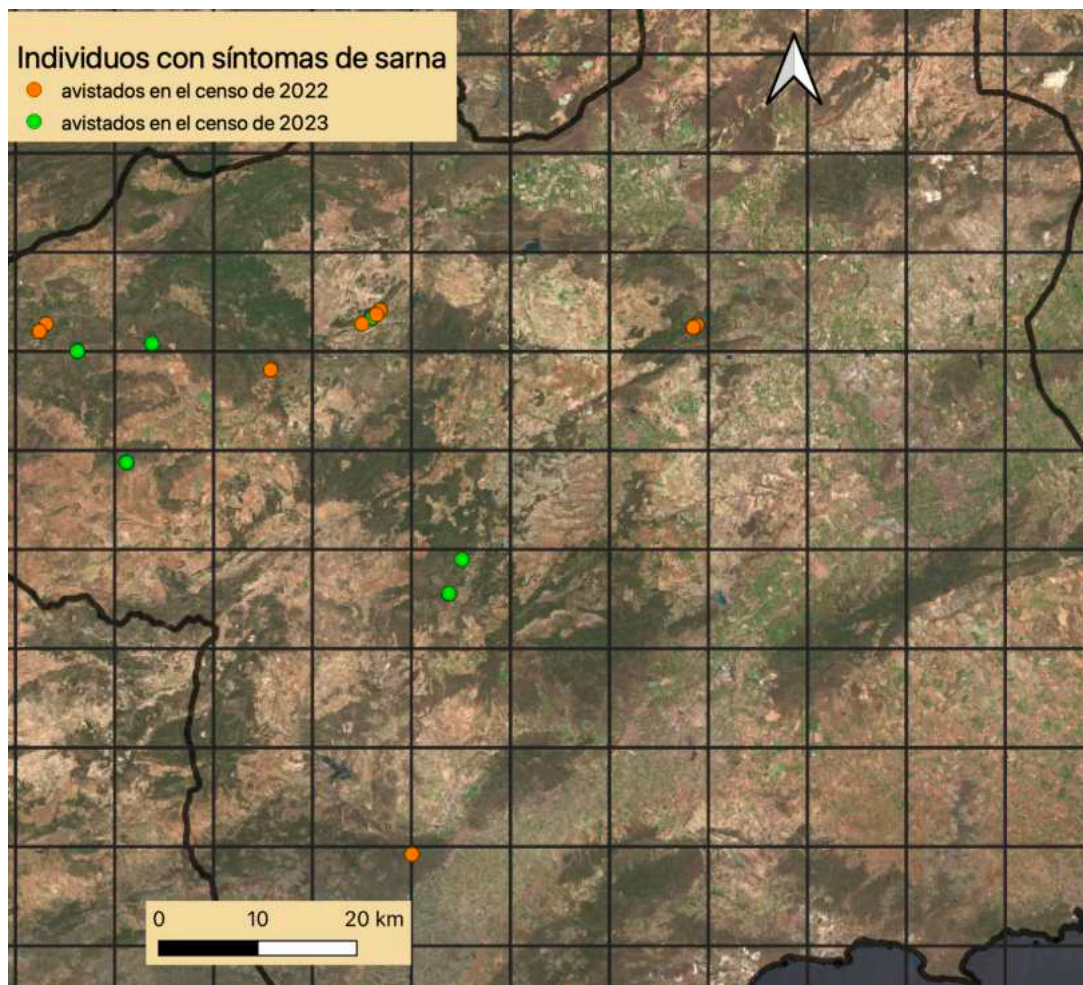 Individuos con síntomas de sarna
avistados en el censo de 2022
avistados en el censo de 2023
0 10 20 km